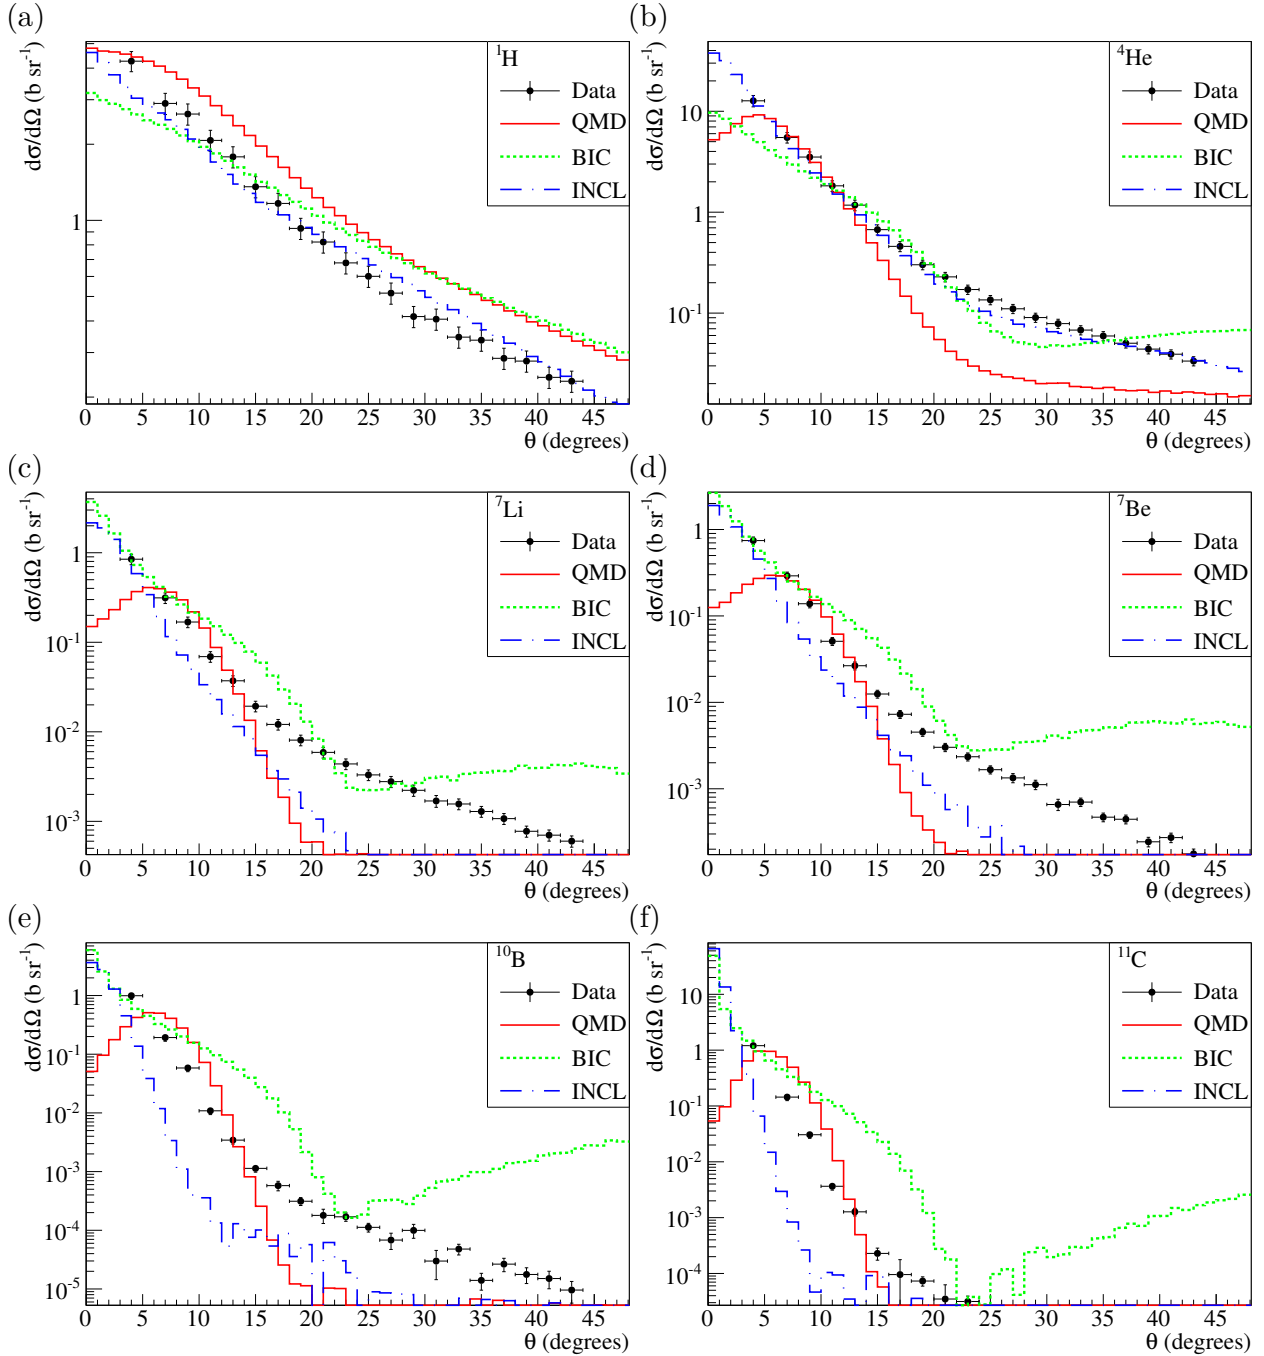 (a)
dσ/dΩ (b sr⁻¹)
¹H
Data
QMD
BIC
INCL
1
0 5 10 15 20 25 30 35 40 45
θ (degrees)
(b)
dσ/dΩ (b sr⁻¹)
⁴He
Data
QMD
BIC
INCL
10
1
10⁻¹
0 5 10 15 20 25 30 35 40 45
θ (degrees)
(c)
dσ/dΩ (b sr⁻¹)
⁷Li
Data
QMD
BIC
INCL
1
10⁻¹
10⁻²
10⁻³
0 5 10 15 20 25 30 35 40 45
θ (degrees)
(d)
dσ/dΩ (b sr⁻¹)
⁷Be
Data
QMD
BIC
INCL
1
10⁻¹
10⁻²
10⁻³
0 5 10 15 20 25 30 35 40 45
θ (degrees)
(e)
dσ/dΩ (b sr⁻¹)
¹⁰B
Data
QMD
BIC
INCL
1
10⁻¹
10⁻²
10⁻³
10⁻⁴
10⁻⁵
0 5 10 15 20 25 30 35 40 45
θ (degrees)
(f)
dσ/dΩ (b sr⁻¹)
¹¹C
Data
QMD
BIC
INCL
10
1
10⁻¹
10⁻²
10⁻³
10⁻⁴
0 5 10 15 20 25 30 35 40 45
θ (degrees)